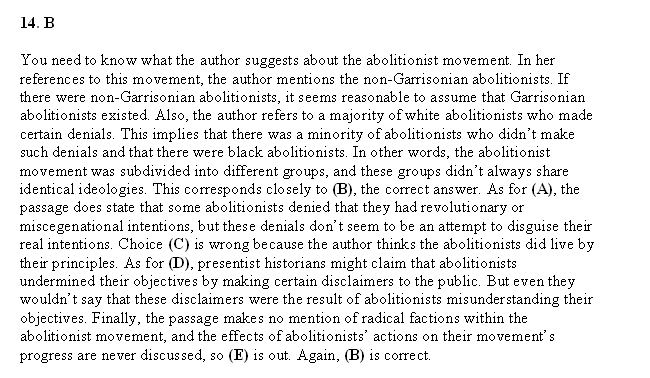 14. B
You need to know what the author suggests about the abolitionist movement. In her
references to this movement, the author mentions the non-Garrisonian abolitionists. If
there were non-Garrisonian abolitionists, it seems reasonable to assume that Garrisonian
abolitionists existed. Also, the author refers to a majority of white abolitionists who made
certain denials. This implies that there was a minority of abolitionists who didn't make
such denials and that there were black abolitionists. In other words, the abolitionist
movement was subdivided into different groups, and these groups didn't always share
identical ideologies. This corresponds closely to (B), the correct answer. As for (A), the
passage does state that some abolitionists denied that they had revolutionary or
miscegenational intentions, but these denials don't seem to be an attempt to disguise their
real intentions. Choice (C) is wrong because the author thinks the abolitionists did live by
their principles. As for (D), presentist historians might claim that abolitionists
undermined their objectives by making certain disclaimers to the public. But even they
wouldn't say that these disclaimers were the result of abolitionists misunderstanding their
objectives. Finally, the passage makes no mention of radical factions within the
abolitionist movement, and the effects of abolitionists' actions on their movement's
progress are never discussed, so (E) is out. Again, (B) is correct.